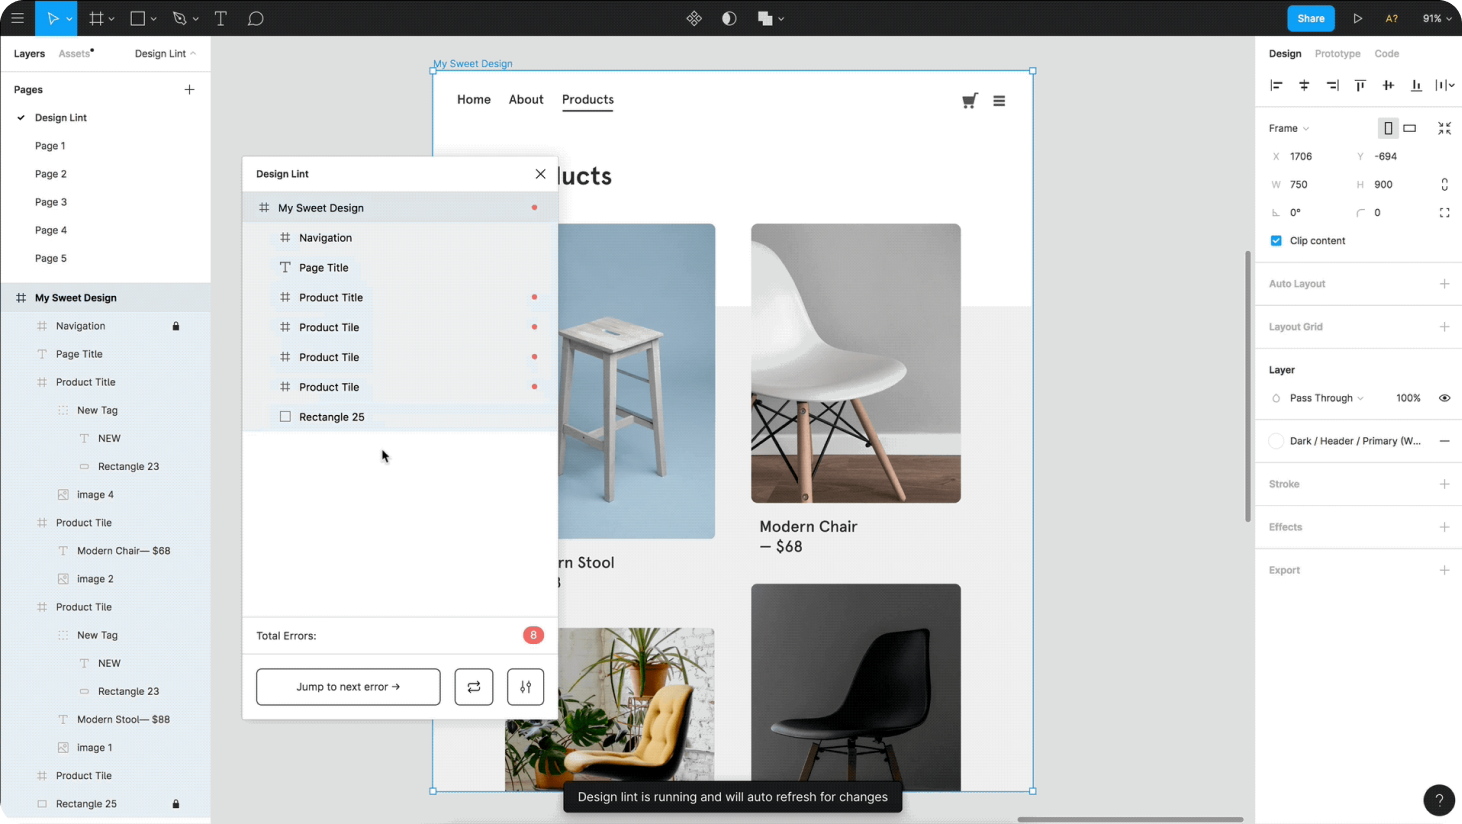 Share
A?
91%
Layers
Assets
Design Lint
Pages
Design Lint
Page 1
Page 2
Page 3
Page 4
Page 5
My Sweet Design
Navigation
Page Title
Product Title
New Tag
NEW
Rectangle 23
image 4
Product Tile
Modern Chair— $68
image 2
Product Tile
New Tag
NEW
Rectangle 23
Modern Stool— $88
image 1
Product Tile
Rectangle 25
My Sweet Design
Home
About
Products
ucts
Modern Chair
— $68
rn Stool
Design Lint
My Sweet Design
Navigation
Page Title
Product Title
Product Tile
Product Tile
Product Tile
Rectangle 25
Total Errors:
8
Jump to next error →
Design lint is running and will auto refresh for changes
Design
Prototype
Code
Frame
X 1706
Y -694
W 750
H 900
0°
0
Clip content
Auto Layout
Layout Grid
Layer
Pass Through
100%
Dark / Header / Primary (W...
Stroke
Effects
Export
?